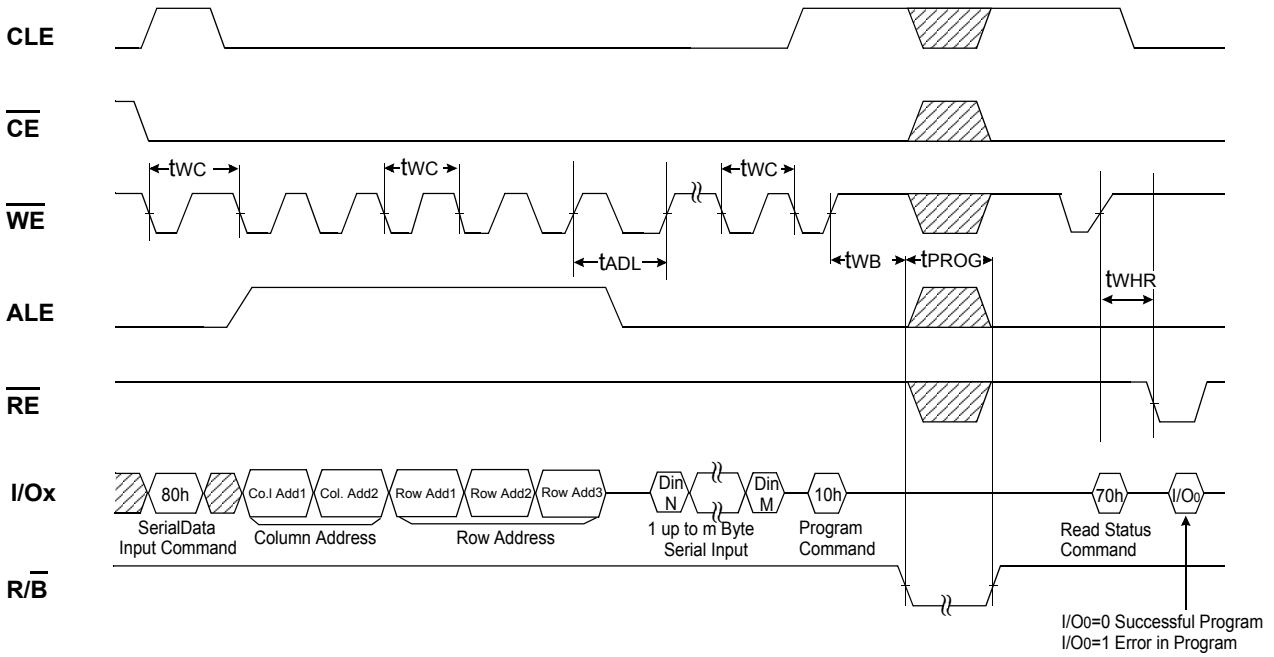 CLE
CE
tWC
tWC
tWC
WE
tADL
tWB
tPROG
tWHR
ALE
RE
I/Ox
80h
Co.l Add1
Col. Add2
Row Add1
Row Add2
Row Add3
Din
N
Din
M
10h
70h
I/O0
SerialData
Input Command
Column Address
Row Address
1 up to m Byte
Serial Input
Program
Command
Read Status
Command
R/B
I/O0=0 Successful Program
I/O0=1 Error in Program